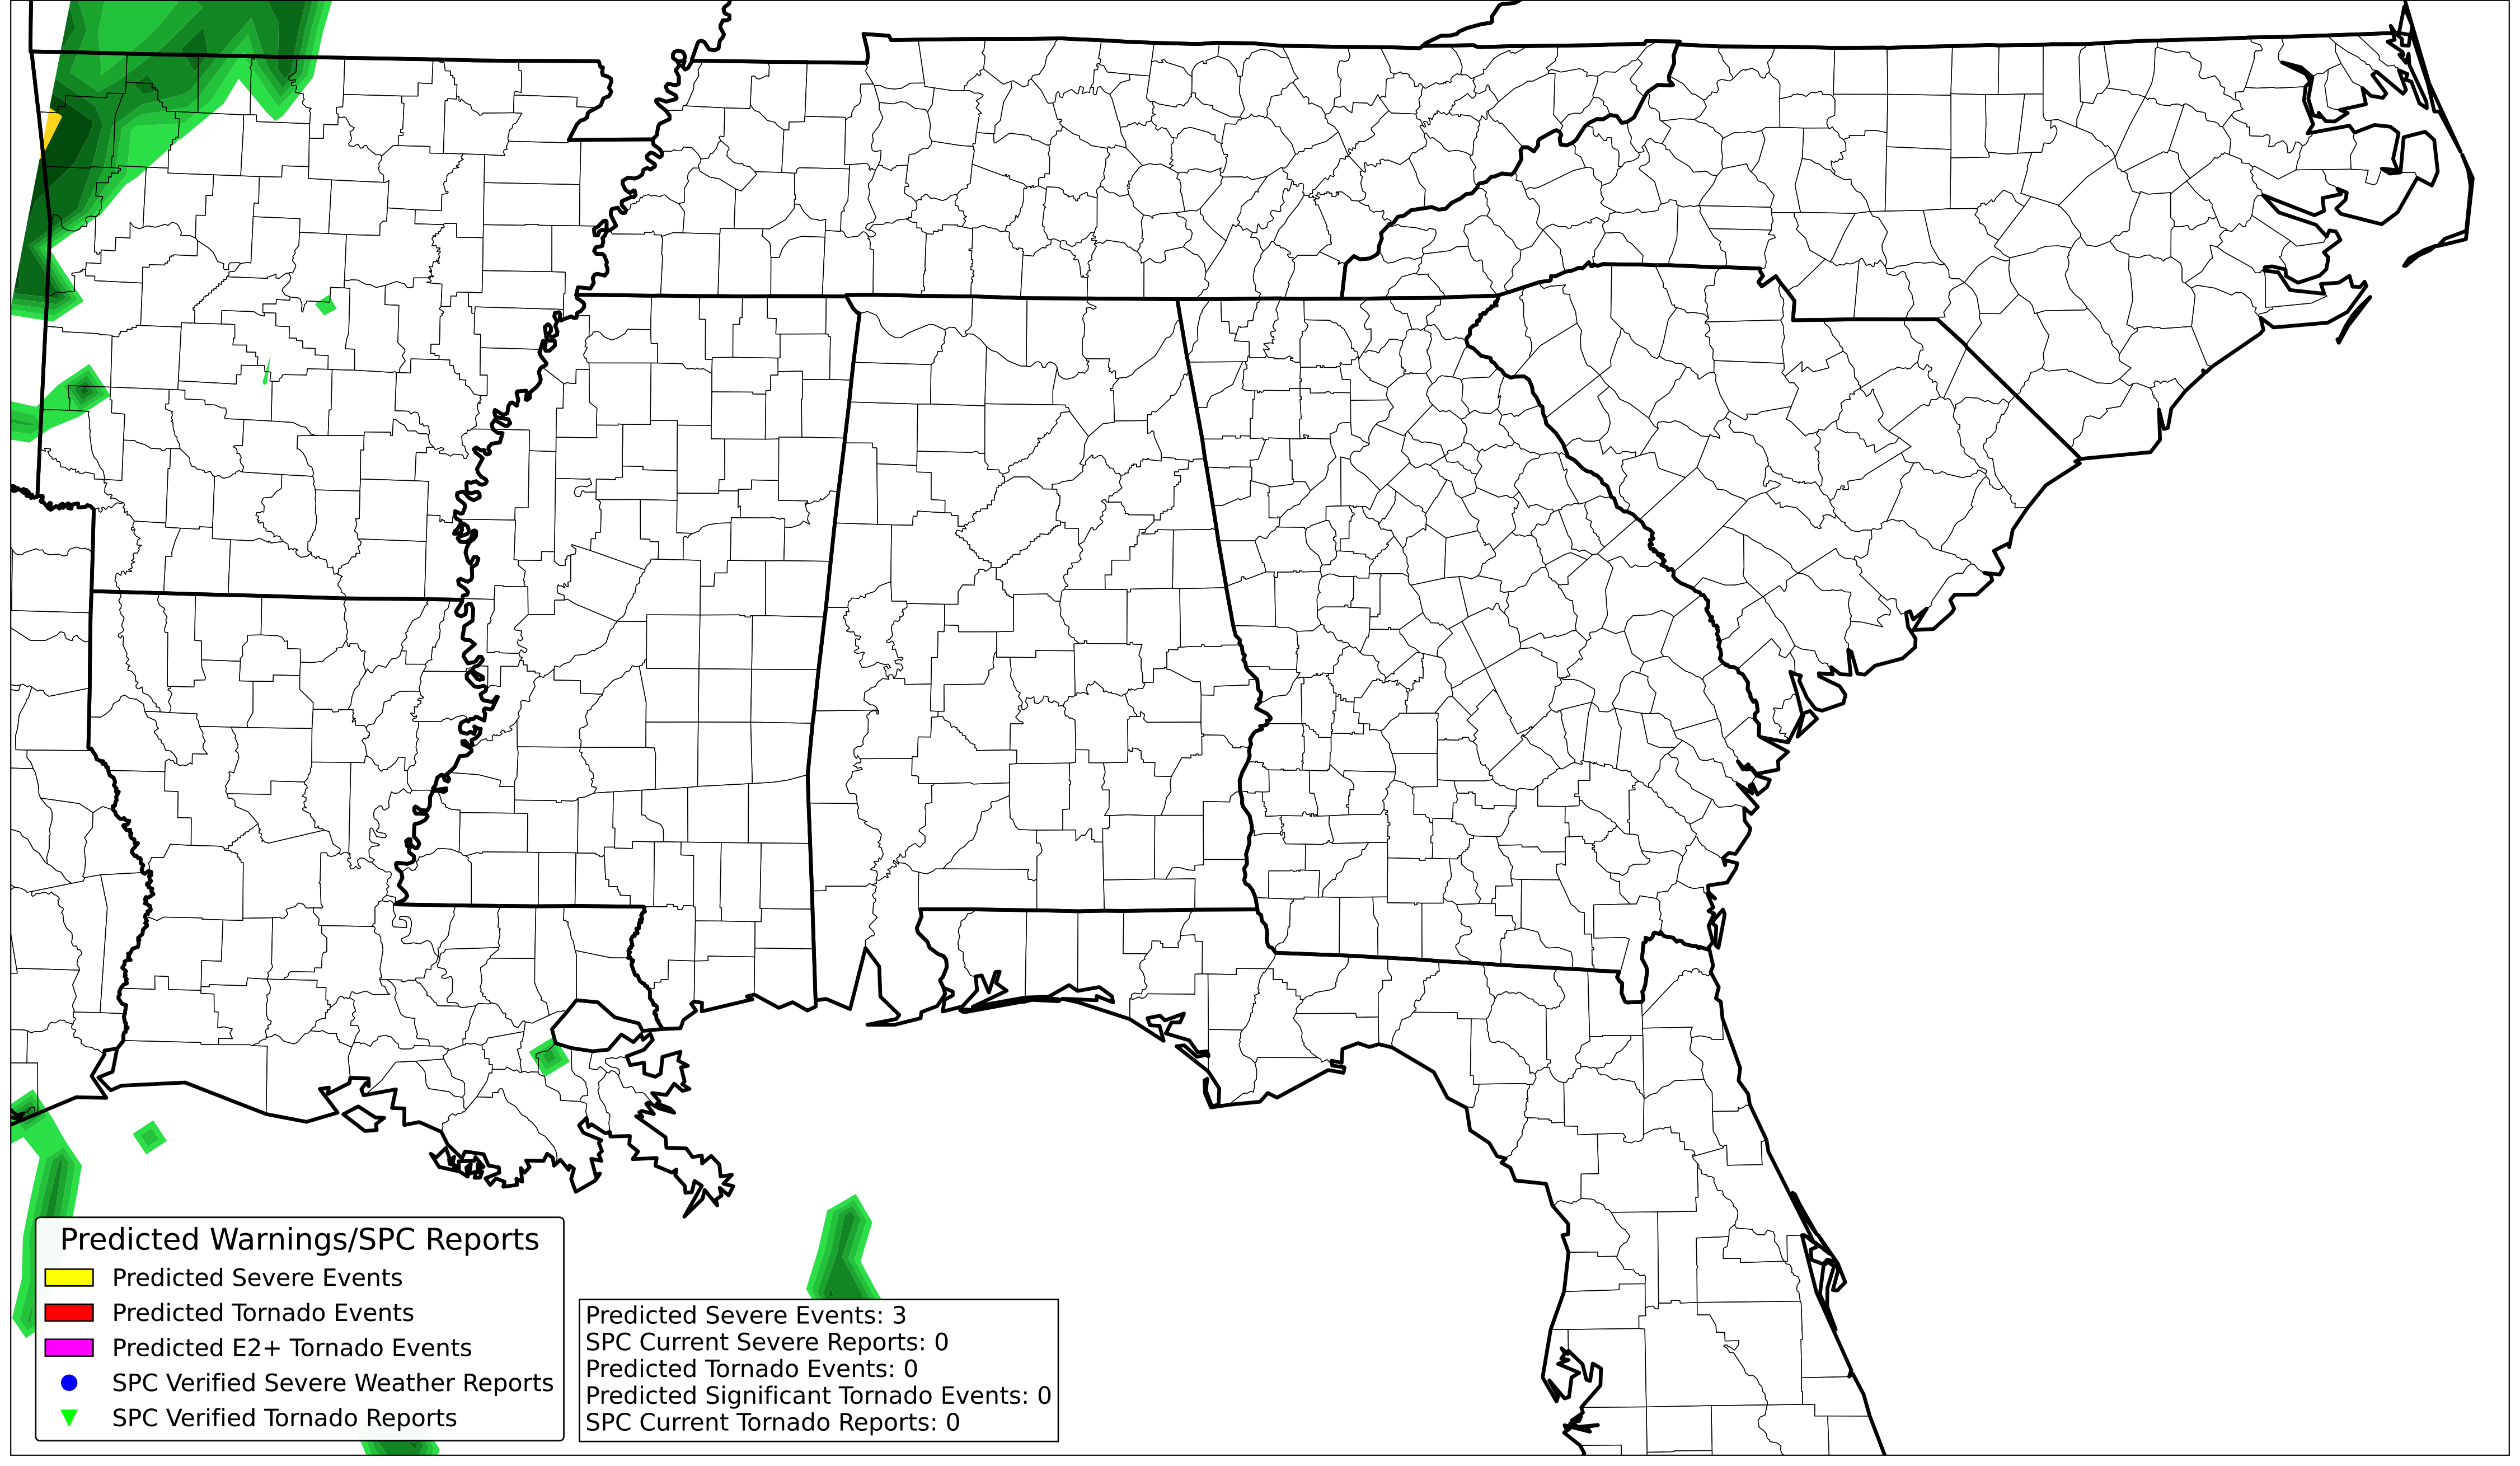 Predicted Warnings/SPC Reports
Predicted Severe Events
Predicted Tornado Events
Predicted E2+ Tornado Events
SPC Verified Severe Weather Reports
SPC Verified Tornado Reports
Predicted Severe Events: 3
SPC Current Severe Reports: 0
Predicted Tornado Events: 0
Predicted Significant Tornado Events: 0
SPC Current Tornado Reports: 0